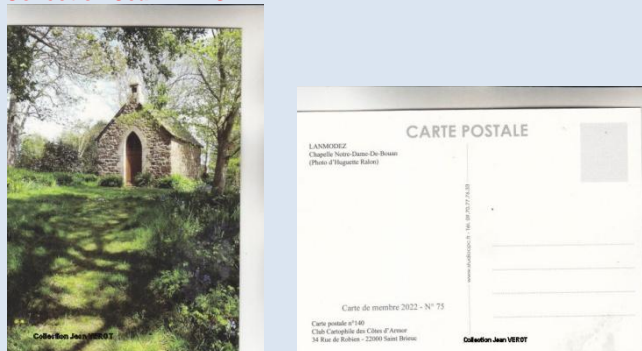 Collection Jean VEROT
CARTE POSTALE
LANMODEZ
Chapelle Notre-Dame-De-Bouin
(Photo d'Huguette Ralon)
Carte de membre 2022 - N° 75
Carte postale n°140
Club Cartophile des Côtes d'Armor
34 Rue de Robien - 22000 Saint Brieuc
Collection Jean VEROT